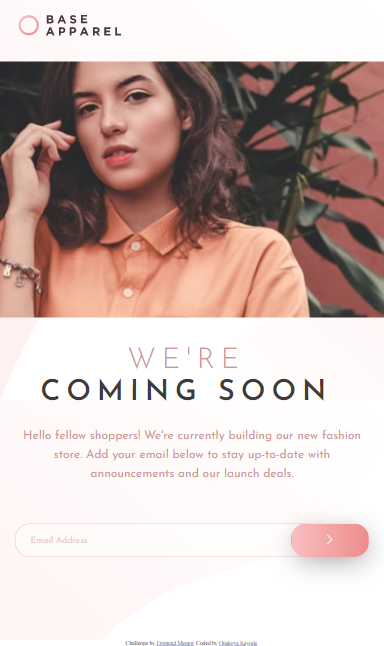 BASE
APPAREL
WE'RE
COMING SOON
Hello fellow shoppers! We're currently building our new fashion
store. Add your email below to stay up-to-date with
announcements and our launch deals.
Email Address
Challenge by Frontend Mentor. Coded by Onakoya Kayode.